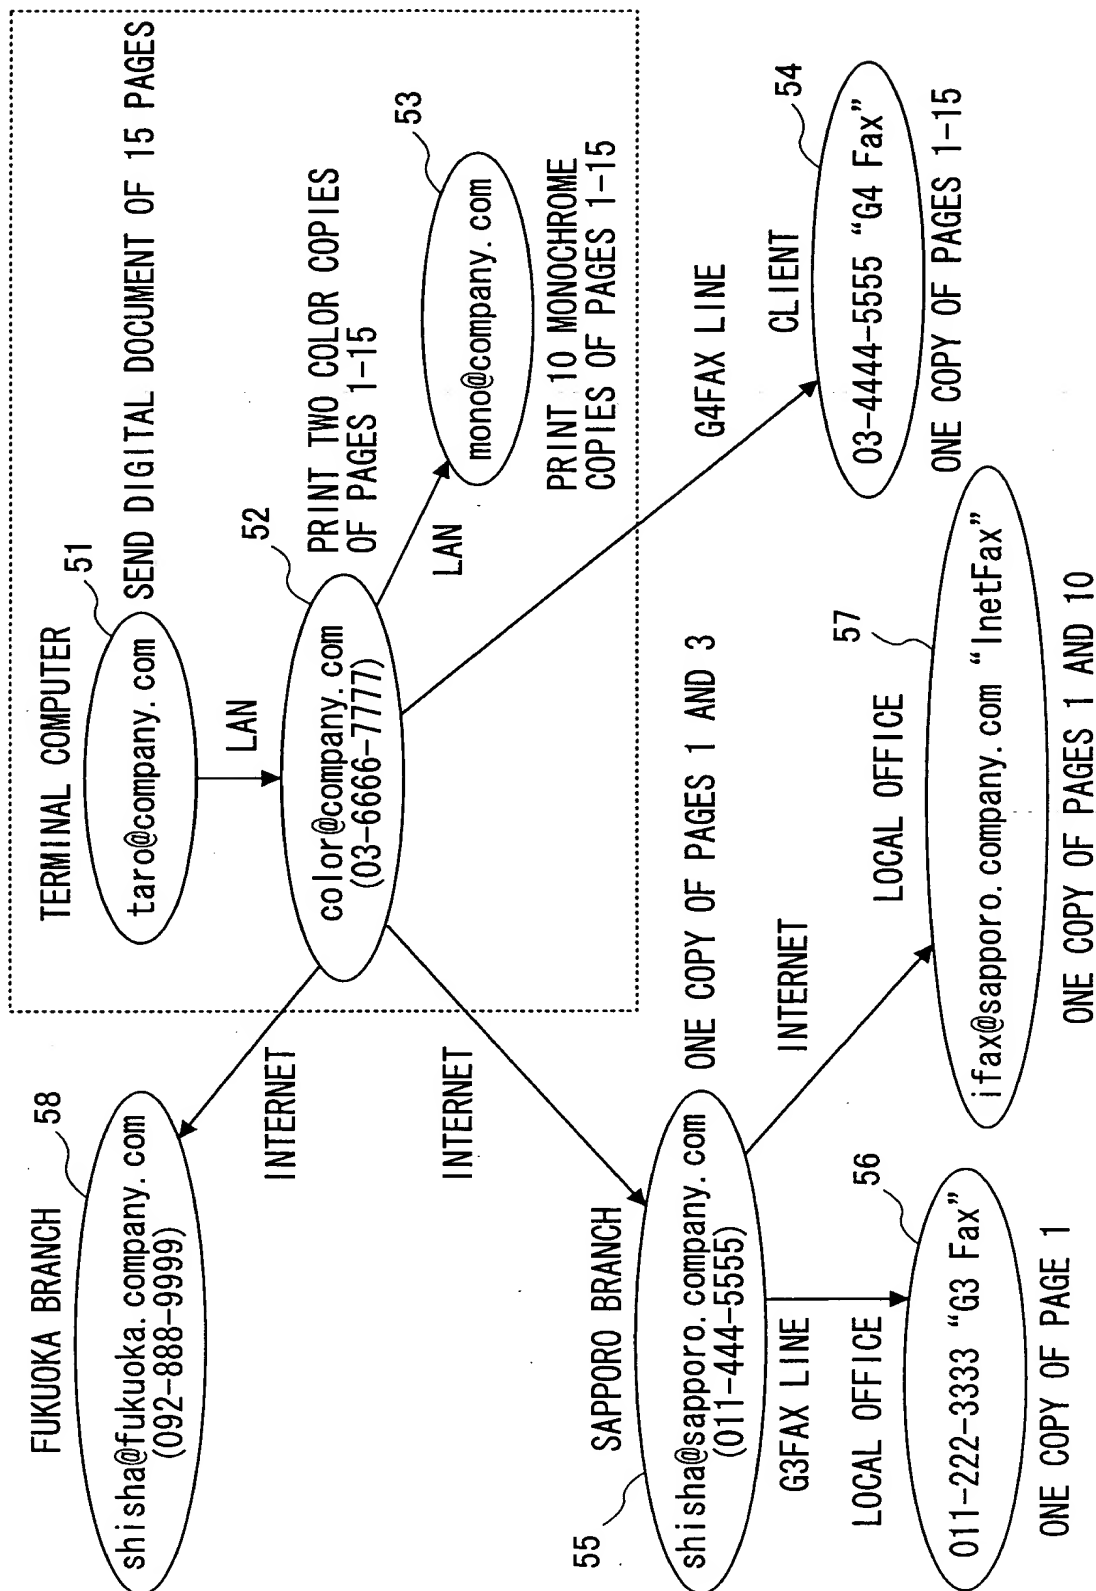 TERMINAL COMPUTER
51
taro@company.com
SEND DIGITAL DOCUMENT OF 15 PAGES
LAN
52
color@company.com
(03-6666-7777)
PRINT TWO COLOR COPIES
OF PAGES 1-15
LAN
53
mono@company.com
PRINT 10 MONOCHROME
COPIES OF PAGES 1-15
FUKUOKA BRANCH
58
shisha@fukuoka.company.com
(092-888-9999)
INTERNET
INTERNET
G4FAX LINE
CLIENT
54
03-4444-5555 “G4 Fax”
ONE COPY OF PAGES 1-15
SAPPORO BRANCH
55
shisha@sapporo.company.com
(011-444-5555)
ONE COPY OF PAGES 1 AND 3
G3FAX LINE
INTERNET
LOCAL OFFICE
56
011-222-3333 “G3 Fax”
ONE COPY OF PAGE 1
LOCAL OFFICE
57
ifax@sapporo.company.com “InetFax”
ONE COPY OF PAGES 1 AND 10